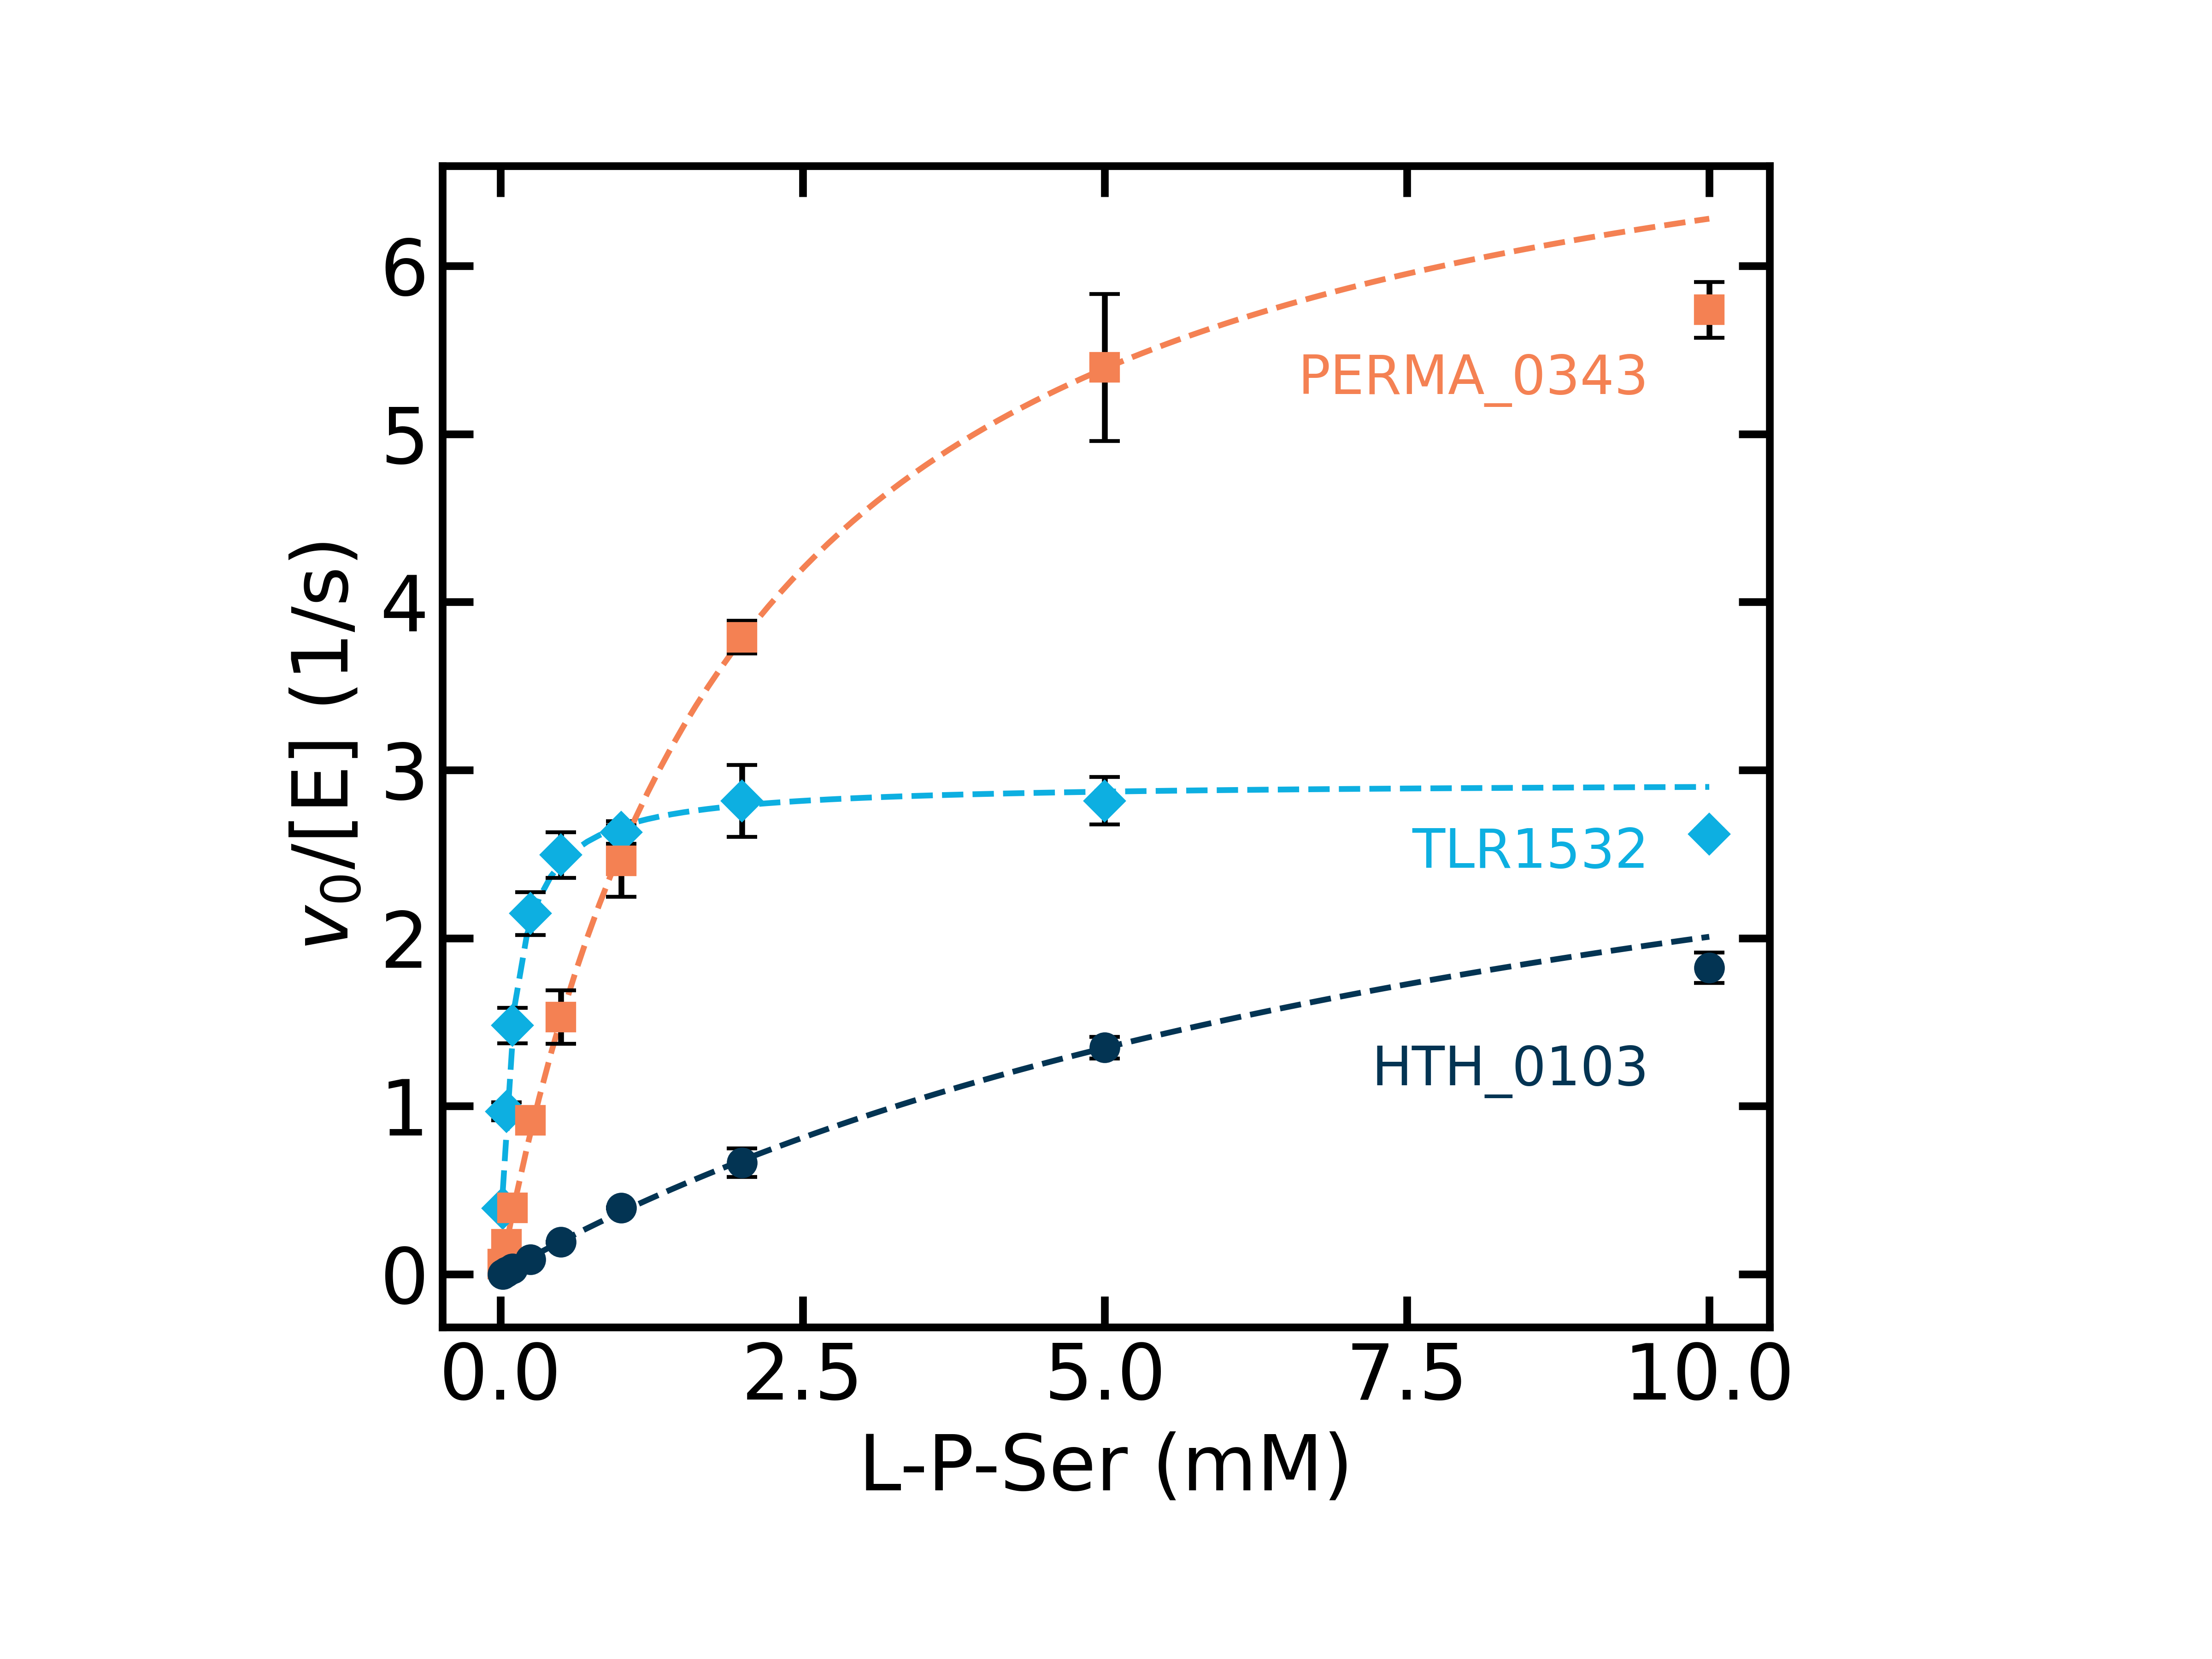 6
5
4
3
2
1
0
v0/[E] (1/s)
PERMA_0343
TLR1532
HTH_0103
0.0 2.5 5.0 7.5 10.0
L-P-Ser (mM)